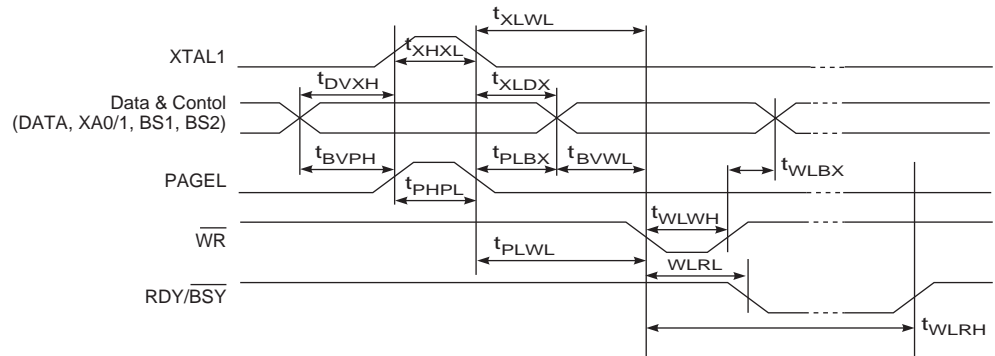 tXLWL
XTAL1
tXHXL
tDVXH
tXLDX
Data & Contol
(DATA, XA0/1, BS1, BS2)
tBVPH
tPLBX
tBVWL
tWLBX
PAGEL
tPHPL
tWLWH
WR
tPLWL
WLRL
RDY/BSY
tWLRH